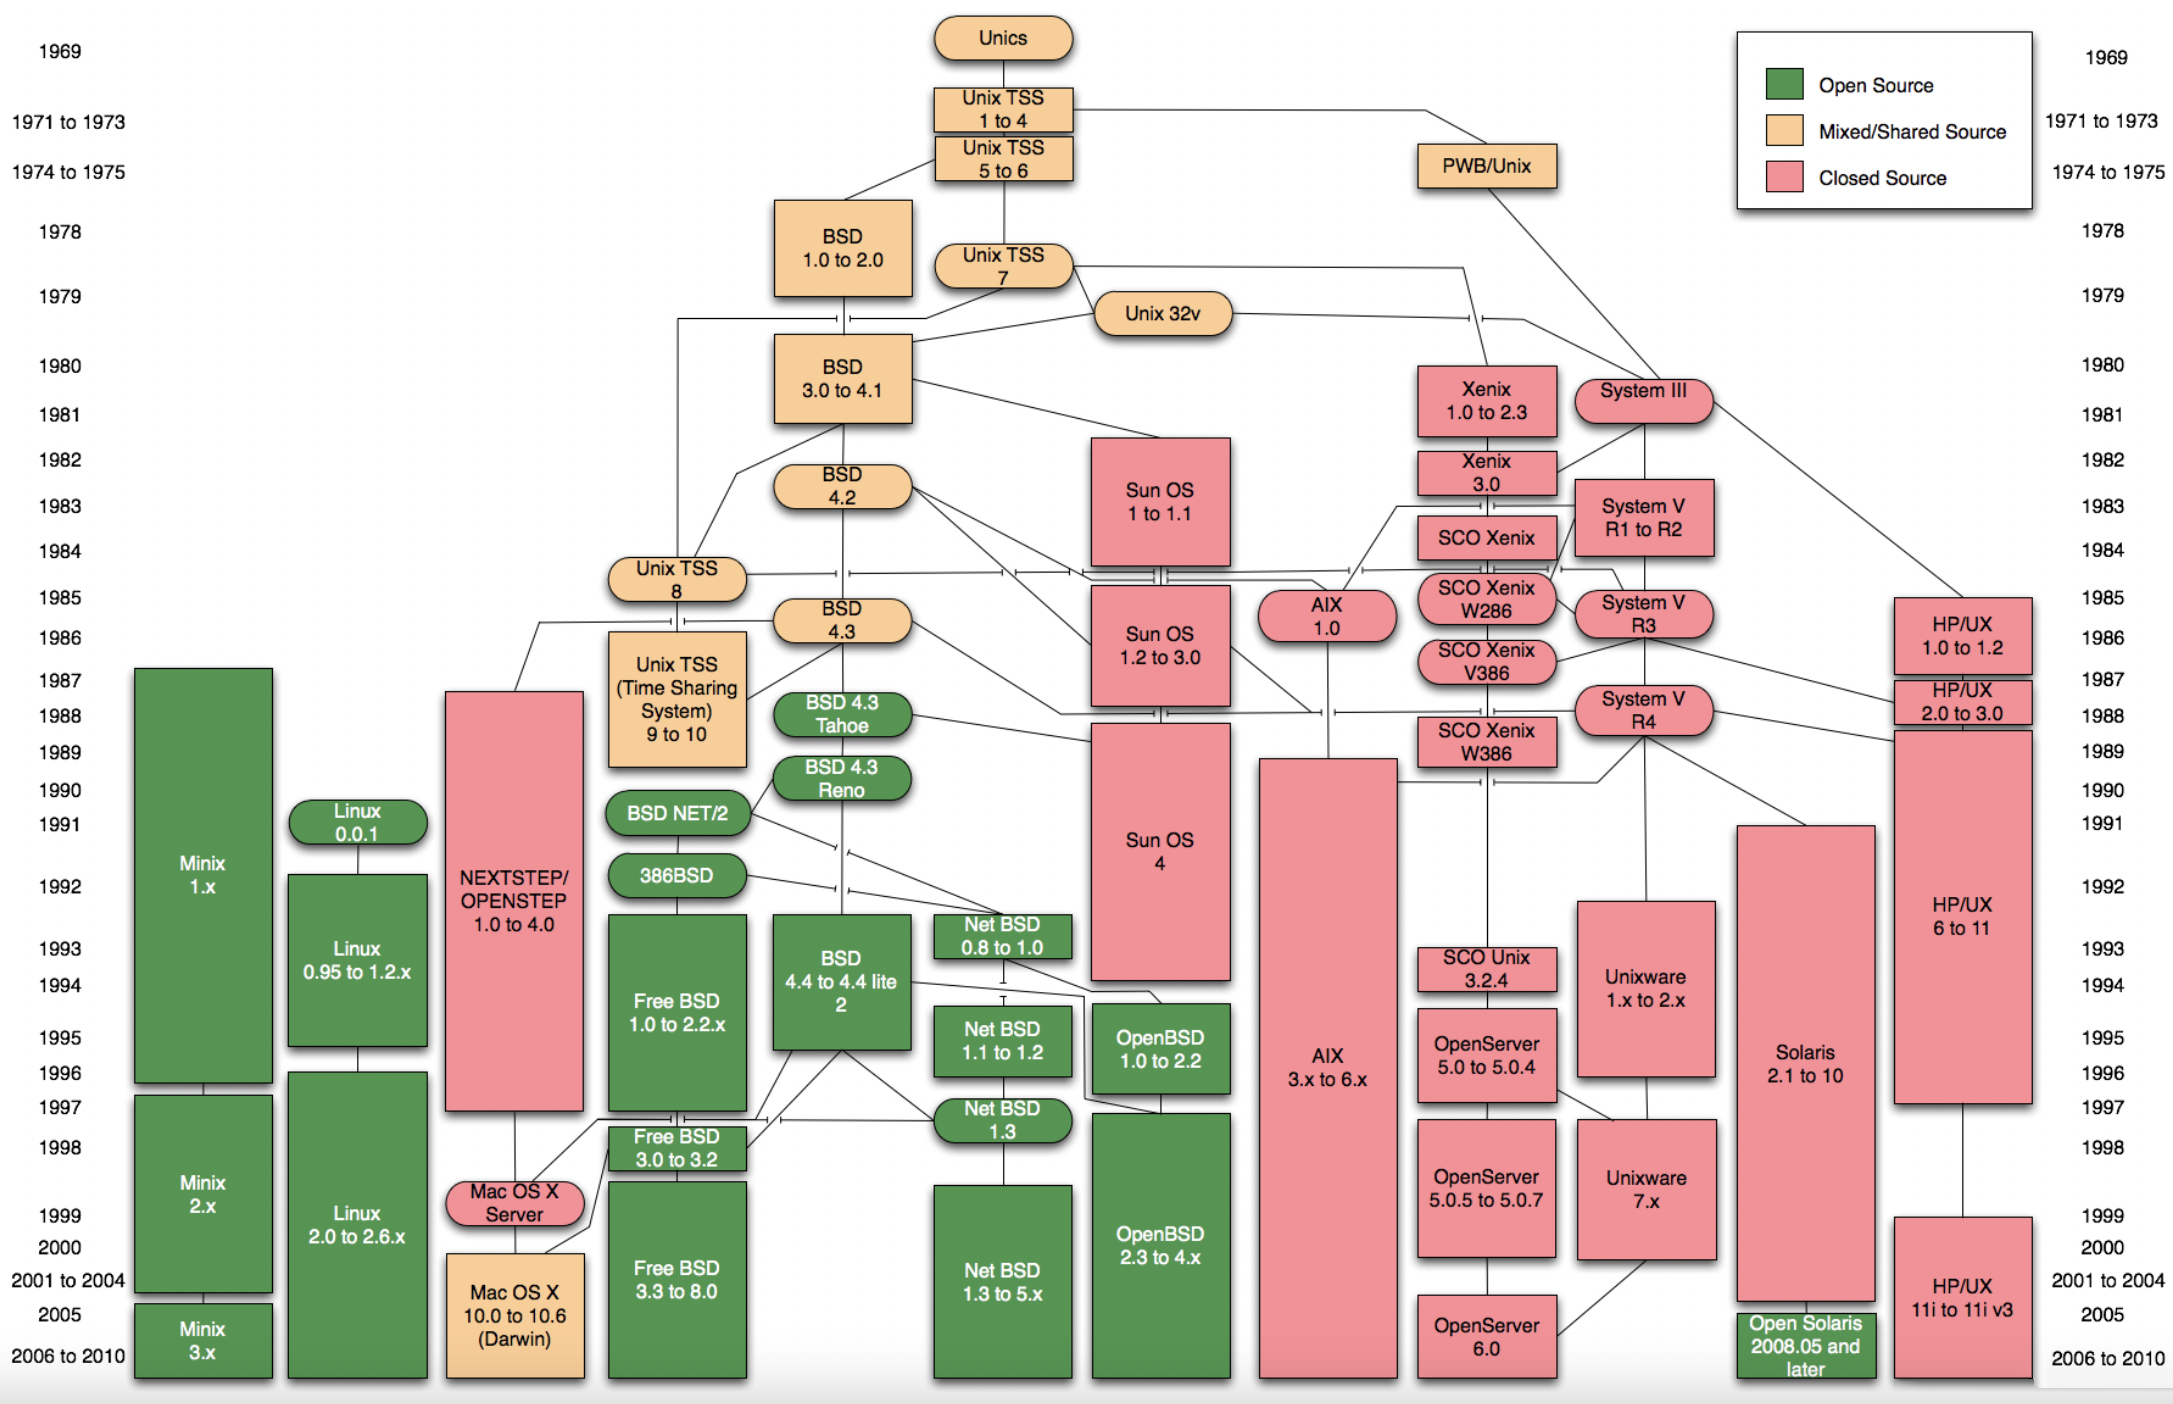 Unics
1969
1969
Open Source
Mixed/Shared Source
Closed Source
Unix TSS
1 to 4
1971 to 1973
1971 to 1973
Unix TSS
5 to 6
PWB/Unix
1974 to 1975
1974 to 1975
BSD
1.0 to 2.0
1978
1978
Unix TSS
7
1979
1979
Unix 32v
BSD
3.0 to 4.1
1980
1980
Xenix
1.0 to 2.3
System III
1981
1981
1982
1982
BSD
4.2
Sun OS
1 to 1.1
Xenix
3.0
1983
1983
System V
R1 to R2
SCO Xenix
1984
1984
Unix TSS
8
SCO Xenix
W286
1985
1985
BSD
4.3
AIX
1.0
System V
R3
1986
1986
Sun OS
1.2 to 3.0
HP/UX
1.0 to 1.2
SCO Xenix
V386
Unix TSS
(Time Sharing
System)
9 to 10
1987
1987
HP/UX
2.0 to 3.0
BSD 4.3
Tahoe
System V
R4
1988
1988
SCO Xenix
W386
1989
1989
BSD 4.3
Reno
1990
1990
BSD NET/2
Linux
0.0.1
1991
1991
Minix
1.x
386BSD
Sun OS
4
1992
1992
NEXTSTEP/
OPENSTEP
1.0 to 4.0
HP/UX
6 to 11
Net BSD
0.8 to 1.0
1993
1993
Linux
0.95 to 1.2.x
BSD
4.4 to 4.4 lite
2
SCO Unix
3.2.4
Unixware
1.x to 2.x
1994
1994
Free BSD
1.0 to 2.2.x
Net BSD
1.1 to 1.2
OpenBSD
1.0 to 2.2
1995
1995
OpenServer
5.0 to 5.0.4
AIX
3.x to 6.x
Solaris
2.1 to 10
1996
1996
1997
1997
Net BSD
1.3
Free BSD
3.0 to 3.2
1998
1998
Minix
2.x
Mac OS X
Server
OpenServer
5.0.5 to 5.0.7
Unixware
7.x
1999
1999
Linux
2.0 to 2.6.x
OpenBSD
2.3 to 4.x
2000
2000
2001 to 2004
2001 to 2004
Free BSD
3.3 to 8.0
Net BSD
1.3 to 5.x
Mac OS X
10.0 to 10.6
(Darwin)
HP/UX
11i to 11i v3
2005
2005
Minix
3.x
OpenServer
6.0
Open Solaris
2008.05 and
later
2006 to 2010
2006 to 2010